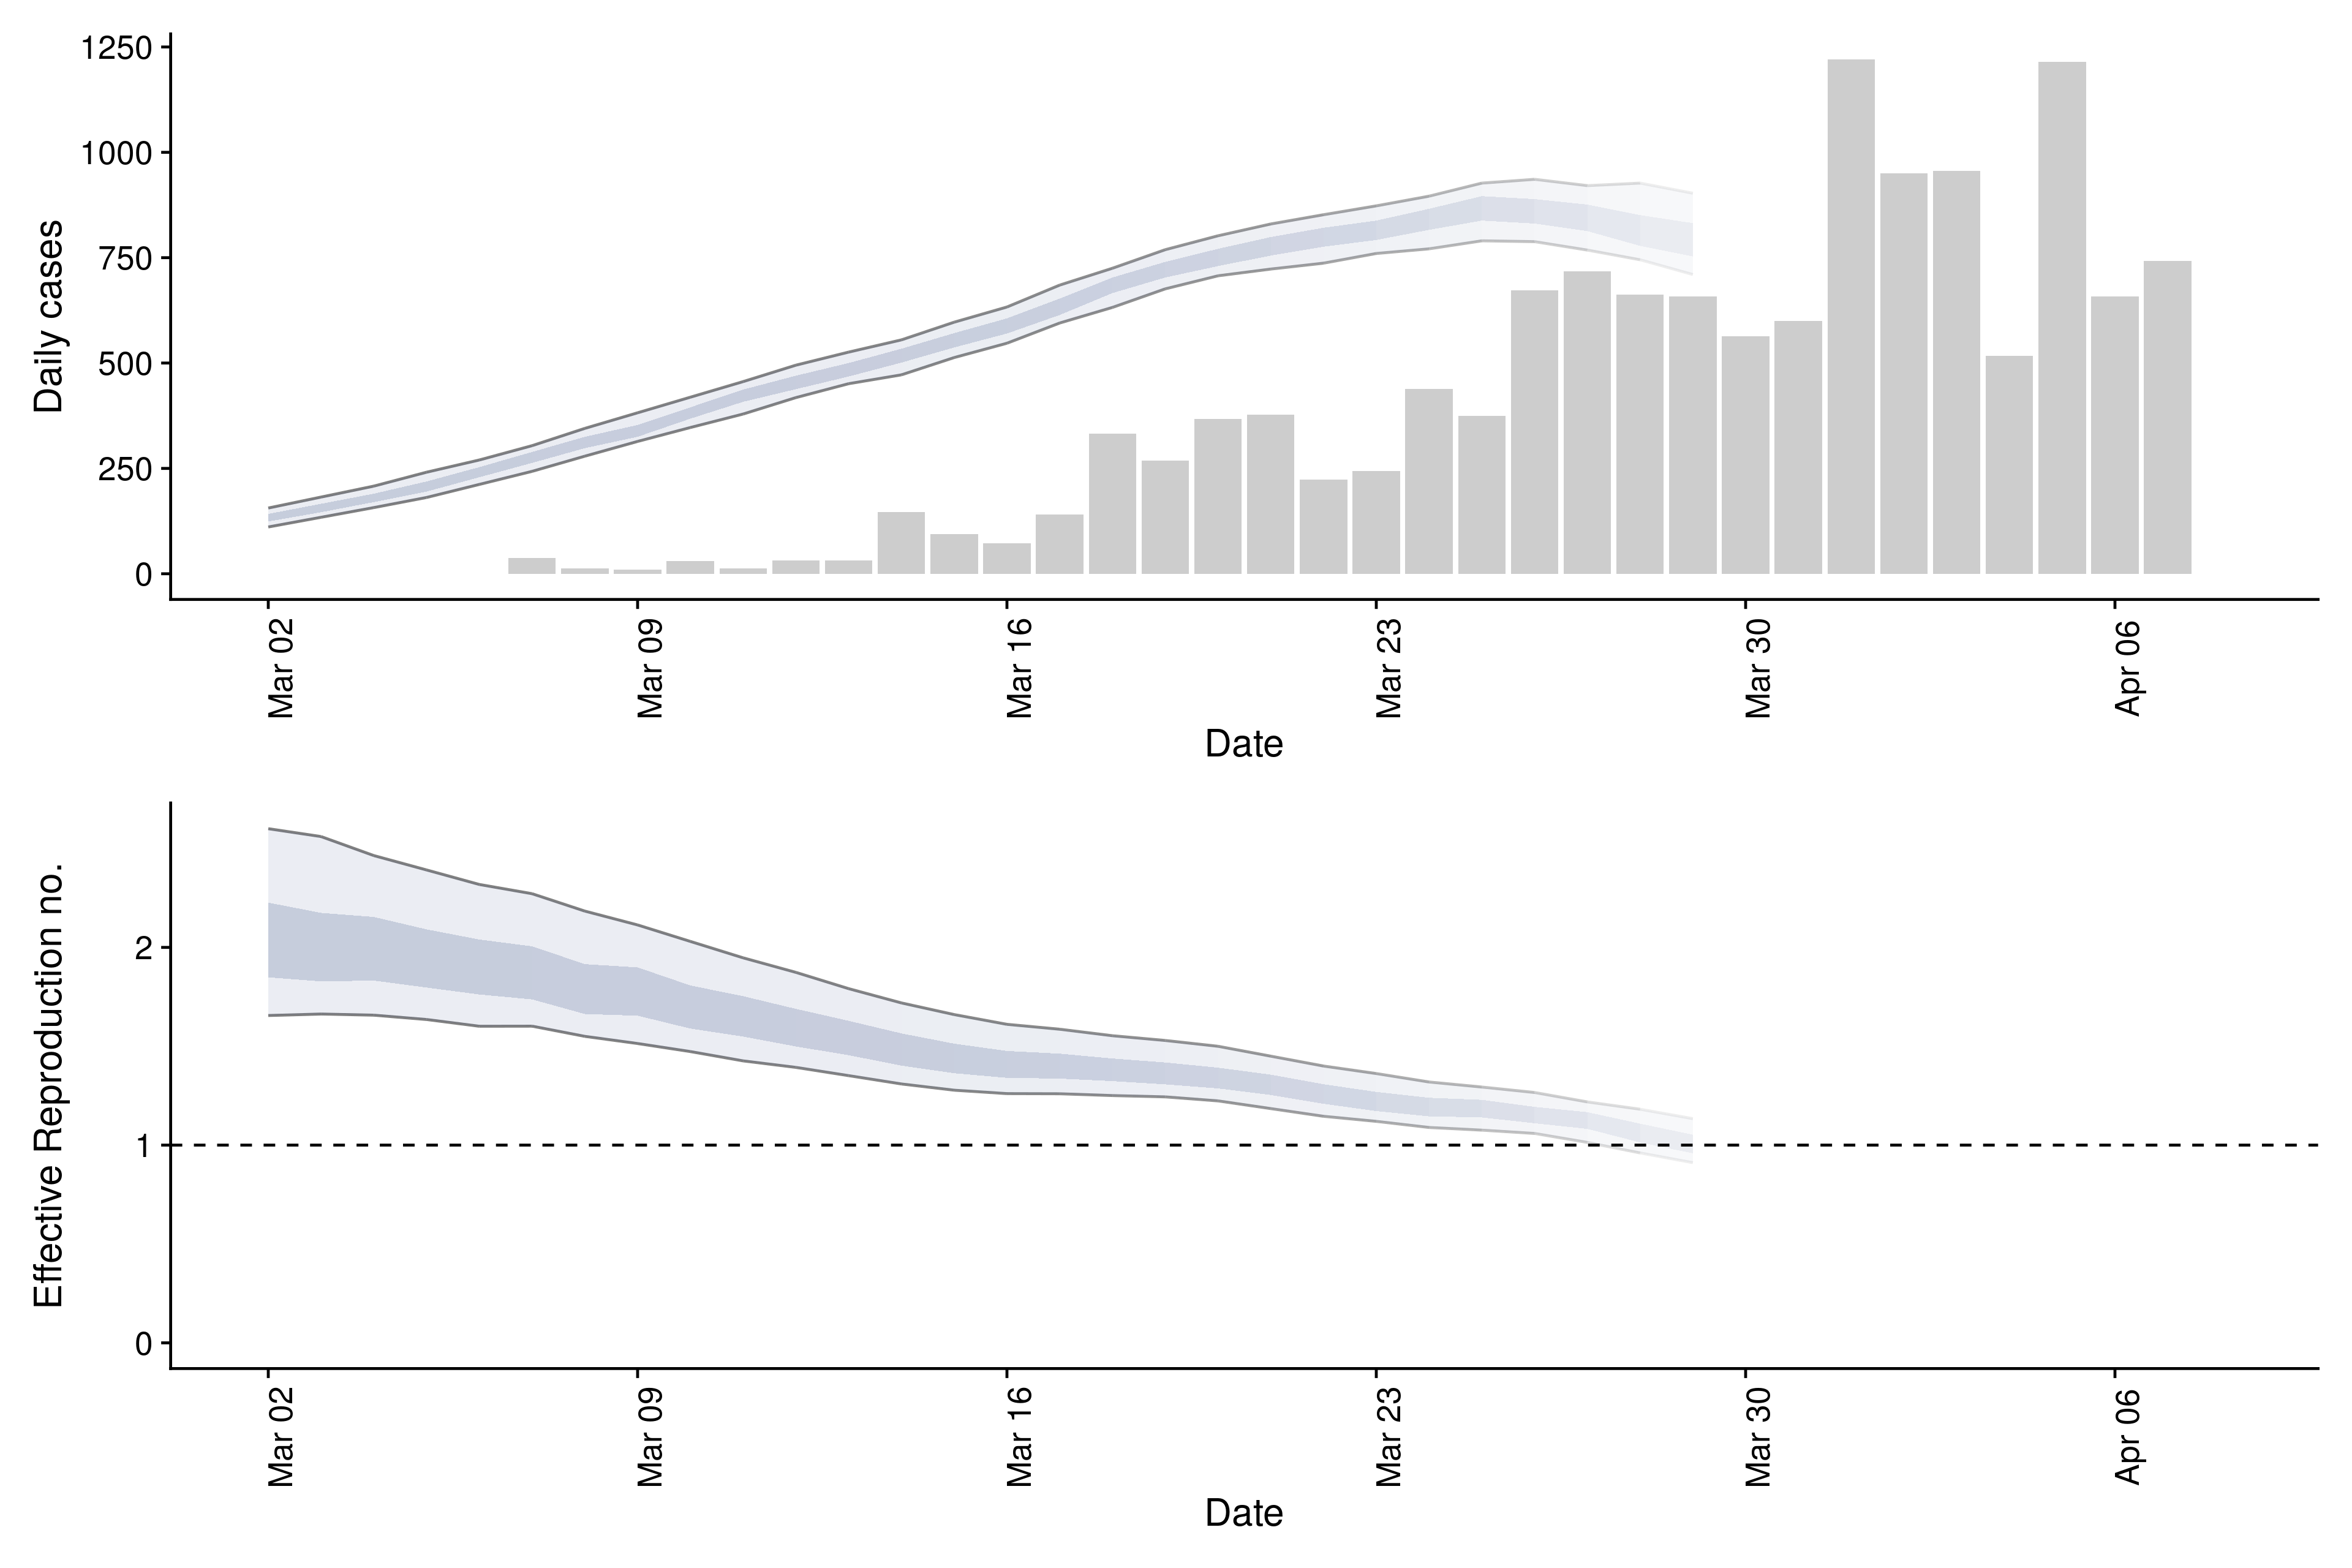 Daily cases
1250
1000
750
500
250
0
Mar 02
Mar 09
Mar 16
Mar 23
Mar 30
Apr 06
Date
Effective Reproduction no.
2
1
0
Mar 02
Mar 09
Mar 16
Mar 23
Mar 30
Apr 06
Date